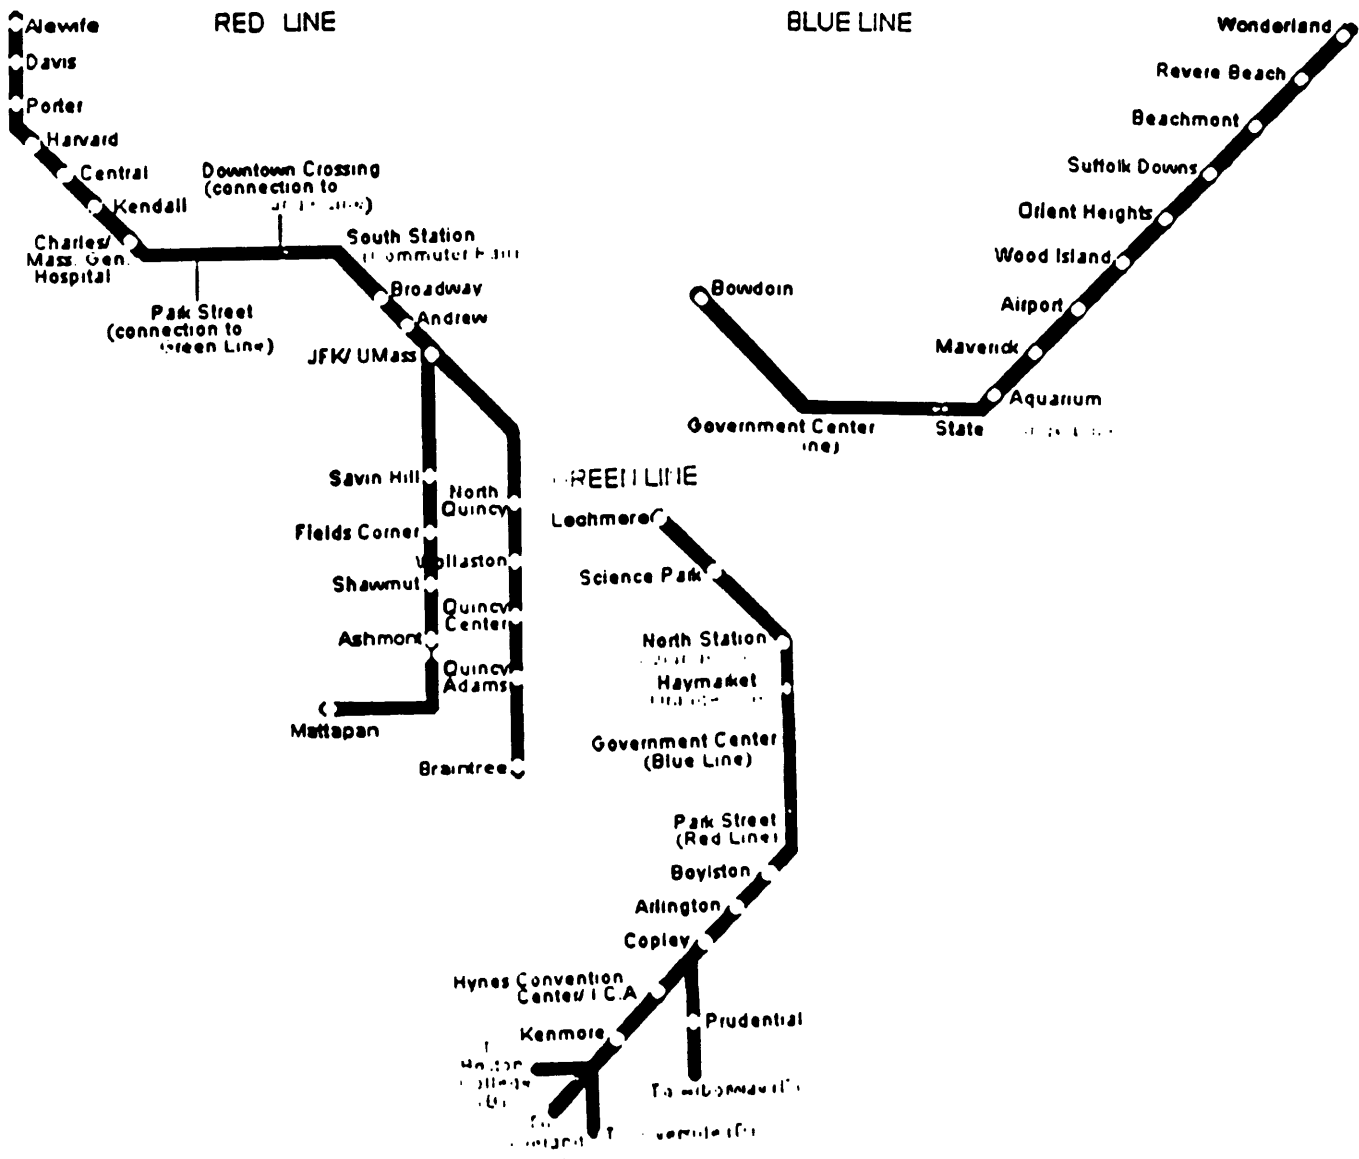 RED LINE
Alewife
Davis
Porter
Harvard
Central
Kendall
Charles/
Mass. Gen.
Hospital
Downtown Crossing
(connection to
Park Street
(connection to
Green Line)
South Station
(Commuter Rail)
Broadway
Andrew
JFK/ UMass
Savin Hill
Fields Corner
Shawmut
Ashmont
Mattapan
North
Quincy
Wollaston
Quincy
Center
Quincy
Adams
Braintree
BLUE LINE
Wonderland
Revere Beach
Beachmont
Suffolk Downs
Orient Heights
Wood Island
Airport
Maverick
Aquarium
Bowdoin
Government Center
State
GREEN LINE
Lechmere
Science Park
North Station
Haymarket
Government Center
(Blue Line)
Park Street
(Red Line)
Boylston
Arlington
Copley
Hynes Convention
Center/ I.C.A
Kenmore
Prudential